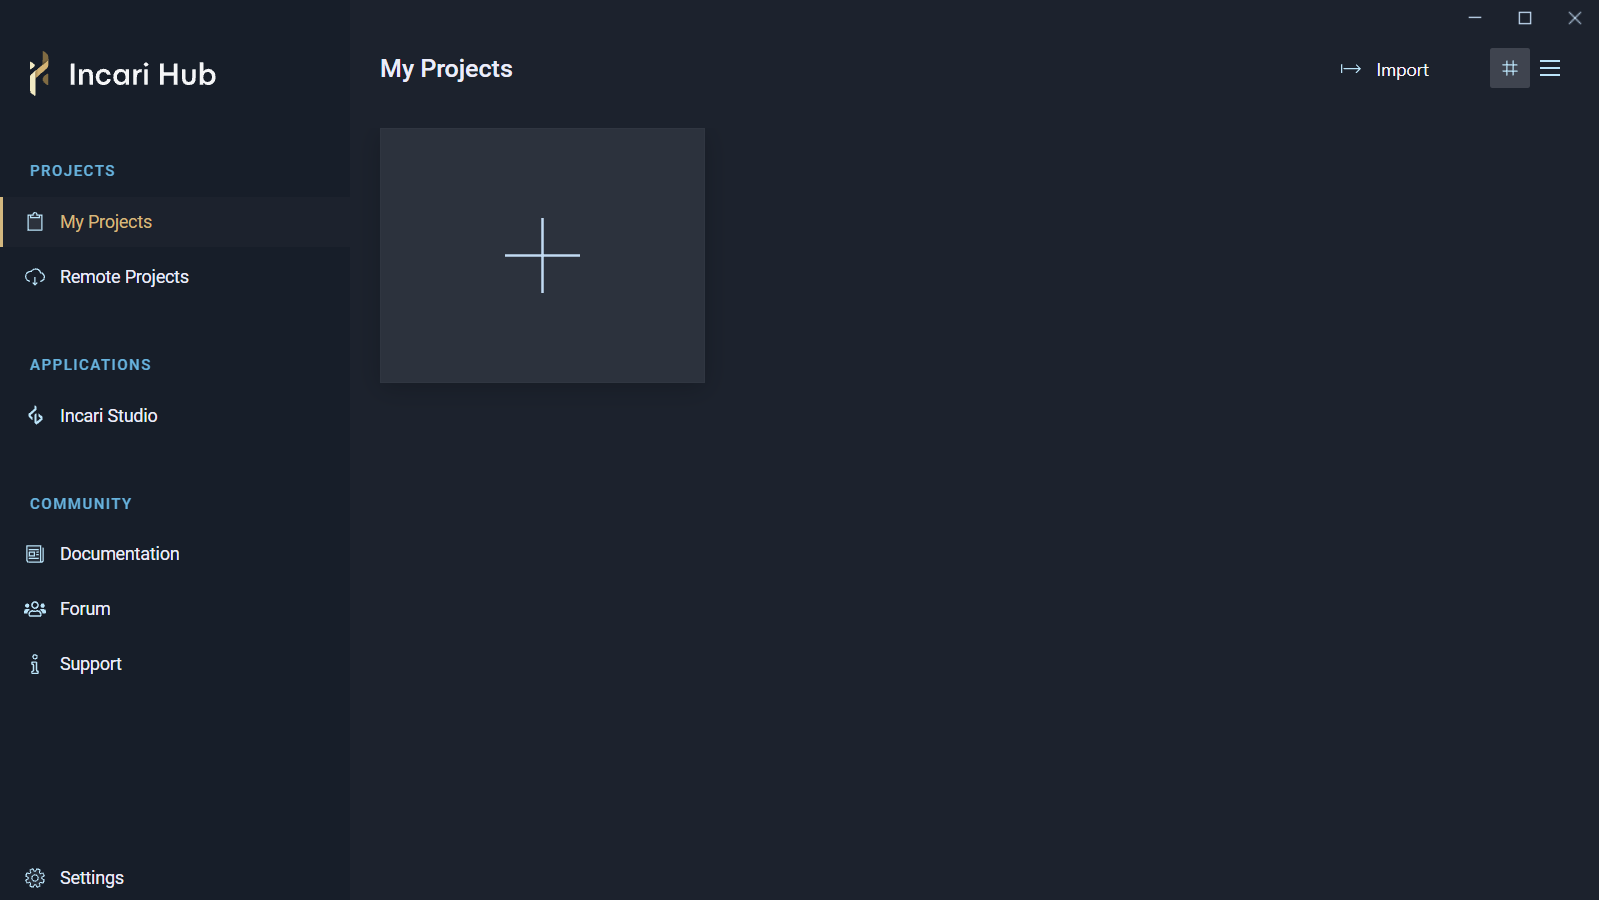 Incari Hub
My Projects
Import
PROJECTS
My Projects
Remote Projects
APPLICATIONS
Incari Studio
COMMUNITY
Documentation
Forum
Support
Settings